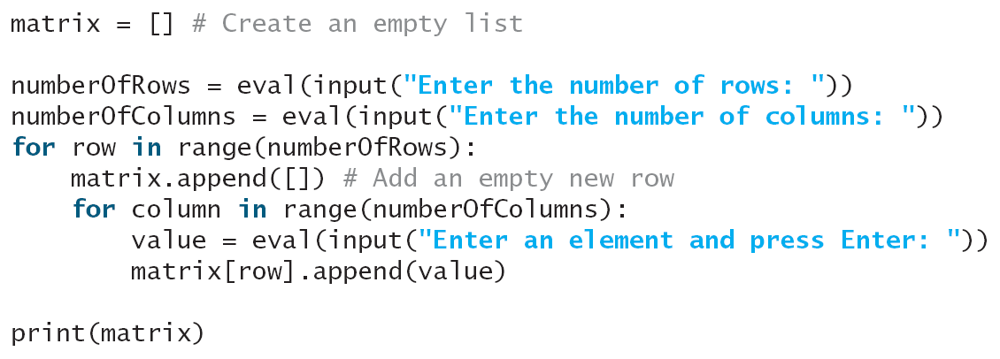 matrix = [] # Create an empty list
numberOfRows = eval(input("Enter the number of rows: "))
numberOfColumns = eval(input("Enter the number of columns: "))
for row in range(numberOfRows):
    matrix.append([]) # Add an empty new row
    for column in range(numberOfColumns):
        value = eval(input("Enter an element and press Enter: "))
        matrix[row].append(value)
print(matrix)